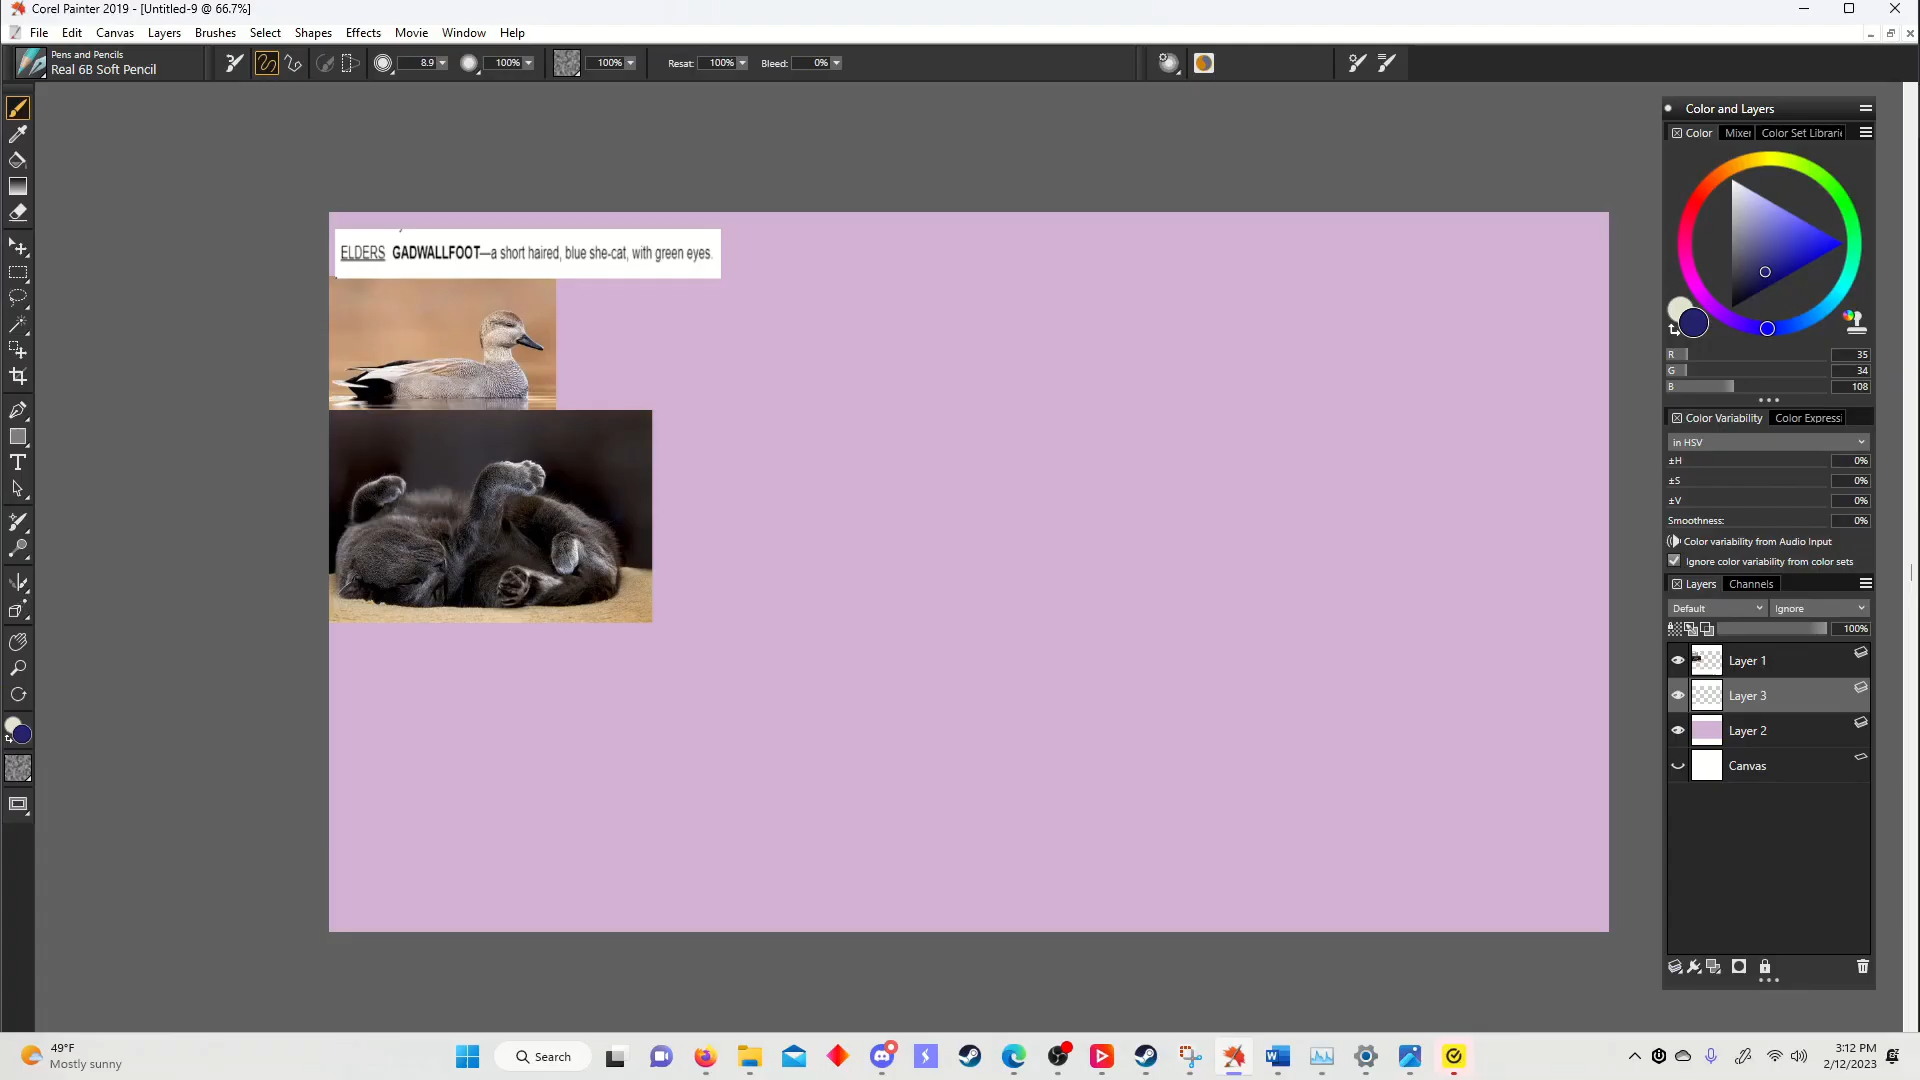 Corel Painter 2019 - [Untitled-9 @ 66.7%]
File Edit Canvas Layers Brushes Select Shapes Effects Movie Window Help
Pens and Pencils
Real 6B Soft Pencil
8.9 100% 100% Resat: 100% Bleed: 0%
Color and Layers
Color Mixer Color Set Librari
ELDERS GADWALLFOOT—a short haired, blue she-cat, with green eyes.
R 35
G 34
B 108
Color Variability Color Expressi
in HSV
±H 0%
±S 0%
±V 0%
Smoothness: 0%
Color variability from Audio Input
Ignore color variability from color sets
Layers Channels
Default Ignore
100%
Layer 1
Layer 3
Layer 2
Canvas
49°F
Mostly sunny
Search
3:12 PM
2/12/2023